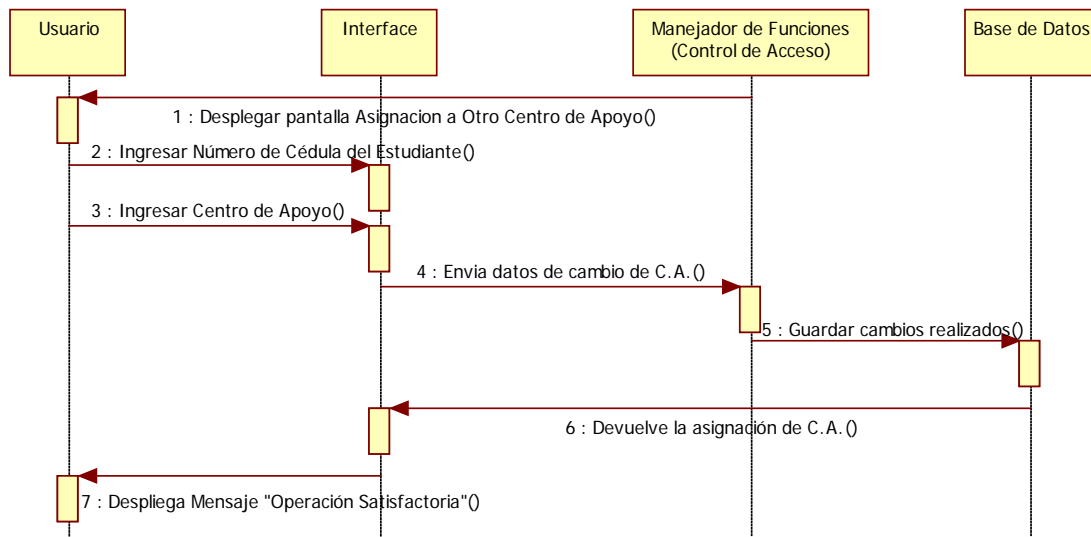 Usuario
Interface
Manejador de Funciones
(Control de Acceso)
Base de Datos
1 : Desplegar pantalla Asignacion a Otro Centro de Apoyo()
2 : Ingresar Número de Cédula del Estudiante()
3 : Ingresar Centro de Apoyo()
4 : Envia datos de cambio de C.A.()
5 : Guardar cambios realizados()
6 : Devuelve la asignación de C.A.()
7 : Despliega Mensaje "Operación Satisfactoria"()